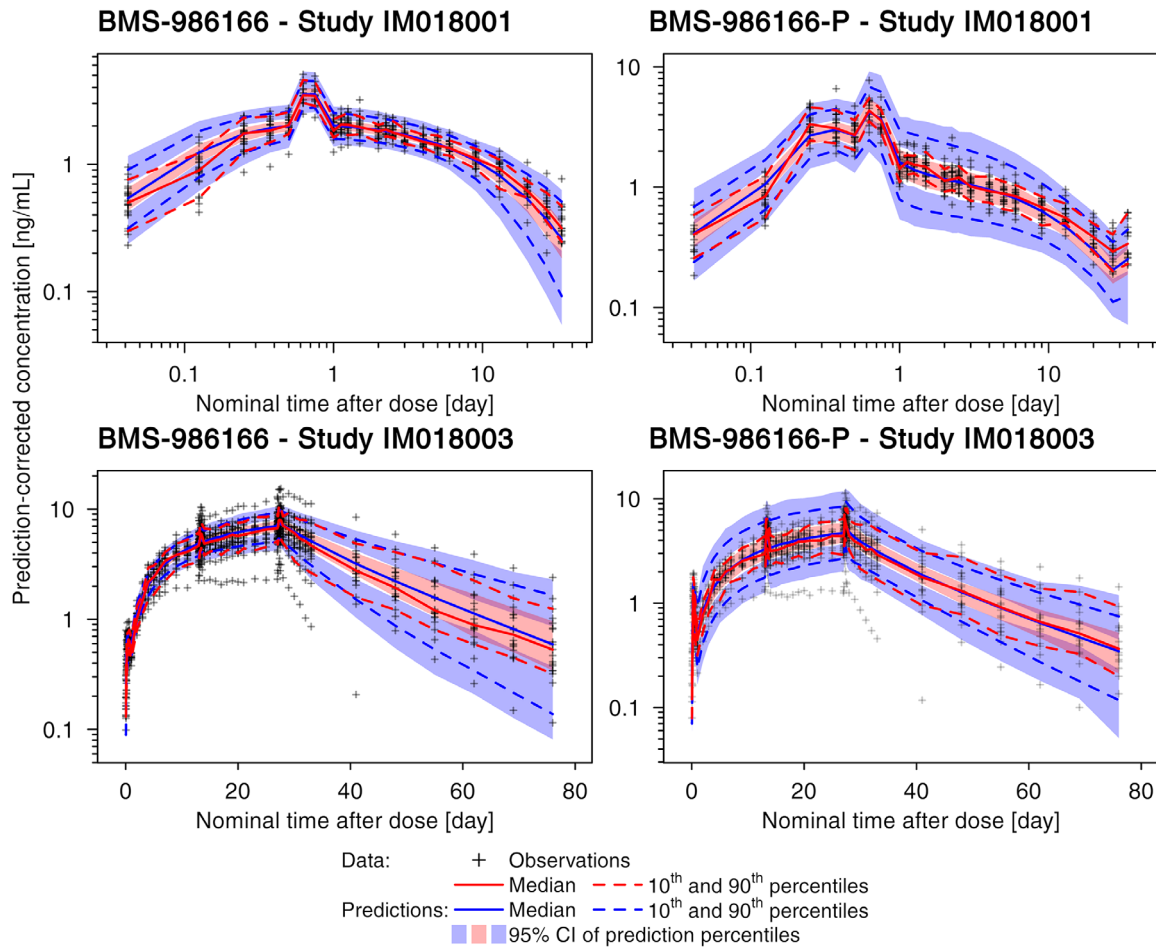 BMS-986166 - Study IM018001
BMS-986166-P - Study IM018001
Prediction-corrected concentration [ng/mL]
1
0.1
0.1
1
10
Nominal time after dose [day]
10
1
0.1
0.1
1
10
Nominal time after dose [day]
BMS-986166 - Study IM018003
BMS-986166-P - Study IM018003
10
1
0.1
0
20
40
60
80
Nominal time after dose [day]
10
1
0.1
0
20
40
60
80
Nominal time after dose [day]
Data: + Observations
Median 10th and 90th percentiles
Predictions: Median 10th and 90th percentiles
95% CI of prediction percentiles